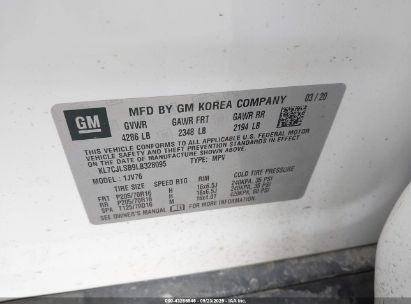 GM
MFD BY GM KOREA COMPANY 03/20
GVWR GAWR FRT GAWR RR
4286 LB 2348 LB 2194 LB
THIS VEHICLE CONFORMS TO ALL APPLICABLE U.S. FEDERAL MOTOR VEHICLE
SAFETY AND THEFT PREVENTION STANDARDS IN EFFECT ON THE DATE OF
MANUFACTURE SHOWN ABOVE.
KL7CJLSB9LB328095 TYPE: MPV
MODEL: 1JV76
TIRE SIZE SPEED RTG RIM COLD TIRE PRESSURE
FRT P205/70R16 H 16x6.5J 240KPA, 35 PSI
RR P205/70R16 H 16x6.5J 240KPA, 35 PSI
SPA T125/70D16 M 16x4.0T 420KPA, 60 PSI
SEE OWNER'S MANUAL FOR ADDITIONAL INFORMATION